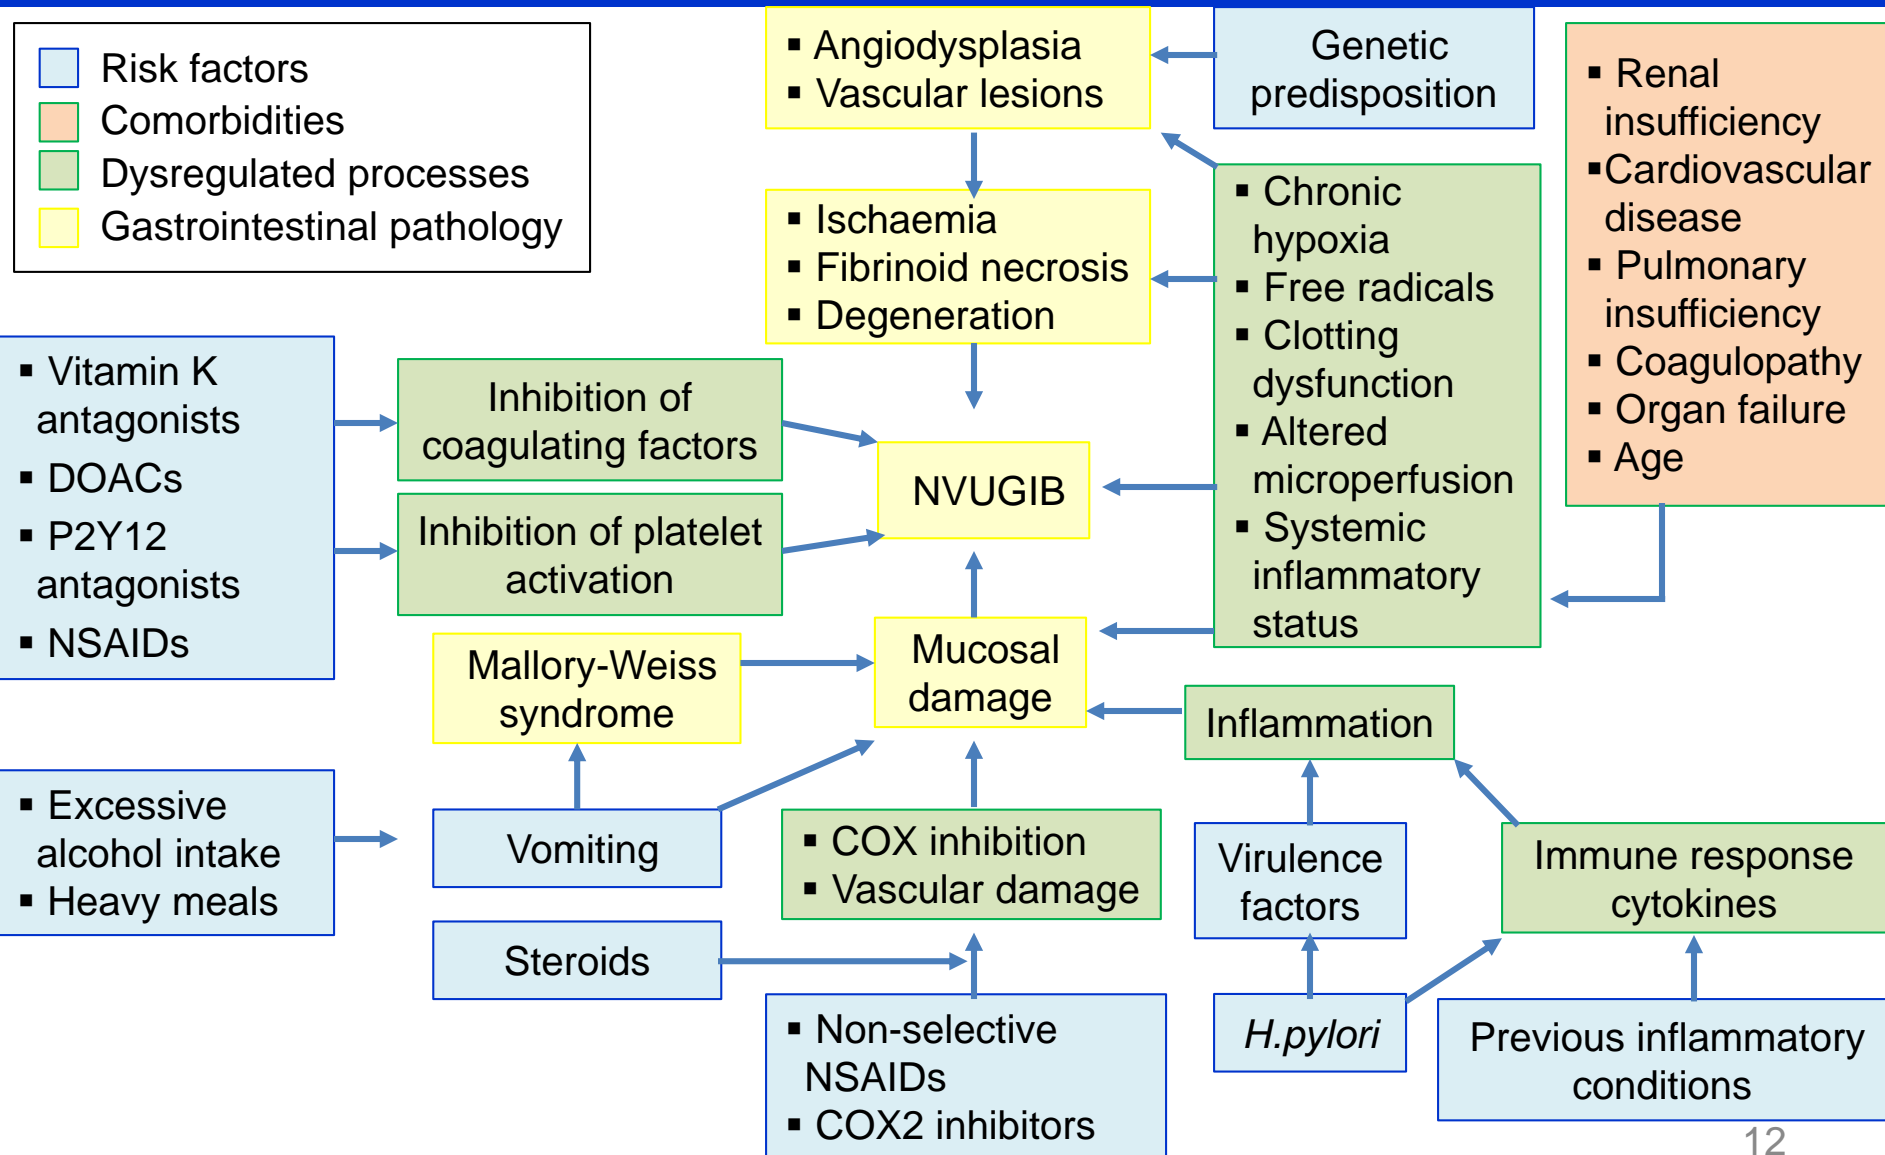 Risk factors
Comorbidities
Dysregulated processes
Gastrointestinal pathology
▪ Angiodysplasia
▪ Vascular lesions
Genetic
predisposition
▪ Renal
insufficiency
▪Cardiovascular
disease
▪ Pulmonary
insufficiency
▪ Coagulopathy
▪ Organ failure
▪ Age
▪ Ischaemia
▪ Fibrinoid necrosis
▪ Degeneration
▪ Chronic
hypoxia
▪ Free radicals
▪ Clotting
dysfunction
▪ Altered
microperfusion
▪ Systemic
inflammatory
status
▪ Vitamin K
antagonists
▪ DOACs
▪ P2Y12
antagonists
▪ NSAIDs
Inhibition of
coagulating factors
Inhibition of platelet
activation
NVUGIB
Mallory-Weiss
syndrome
Mucosal
damage
Inflammation
▪ Excessive
alcohol intake
▪ Heavy meals
Vomiting
▪ COX inhibition
▪ Vascular damage
Virulence
factors
Immune response
cytokines
Steroids
▪ Non-selective
NSAIDs
▪ COX2 inhibitors
H.pylori
Previous inflammatory
conditions
12